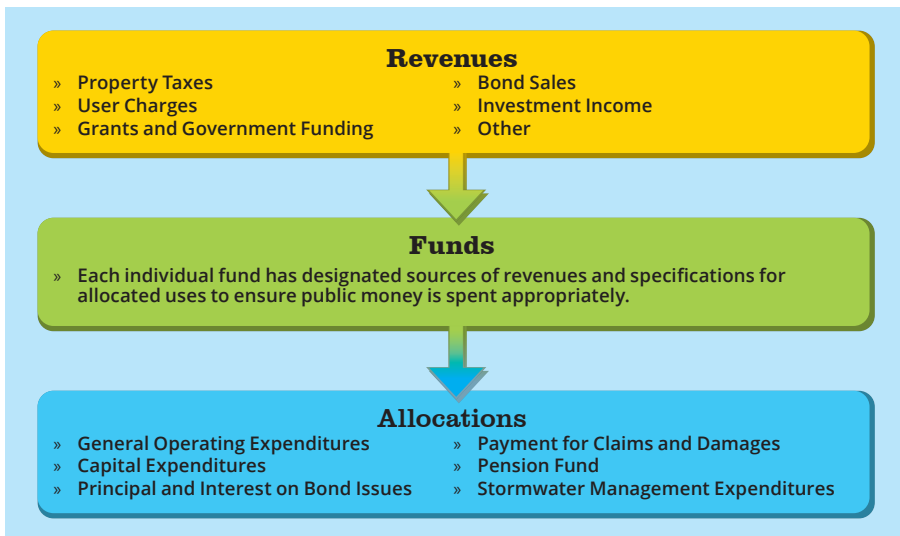 Revenues
» Property Taxes
» User Charges
» Grants and Government Funding
» Bond Sales
» Investment Income
» Other
Funds
» Each individual fund has designated sources of revenues and specifications for
allocated uses to ensure public money is spent appropriately.
Allocations
» General Operating Expenditures
» Capital Expenditures
» Principal and Interest on Bond Issues
» Payment for Claims and Damages
» Pension Fund
» Stormwater Management Expenditures